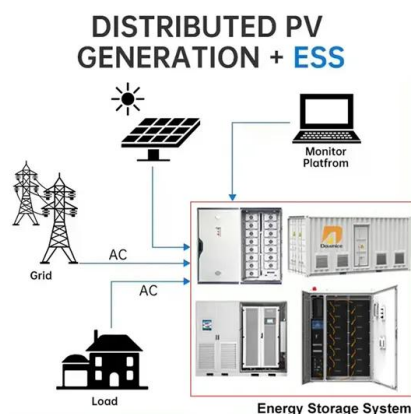 DISTRIBUTED PV
GENERATION + ESS
Monitor
Platfrom
Grid
AC
AC
Load
Energy Storage System